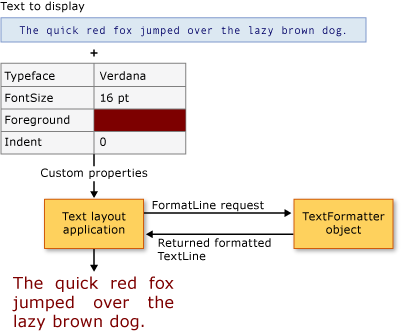 Text to display
The quick red fox jumped over the lazy brown dog.
+
Typeface Verdana
FontSize 16 pt
Foreground
Indent 0
Custom properties
Text layout
application
FormatLine request
Returned formatted
TextLine
TextFormatter
object
The quick red fox
jumped over the
lazy brown dog.